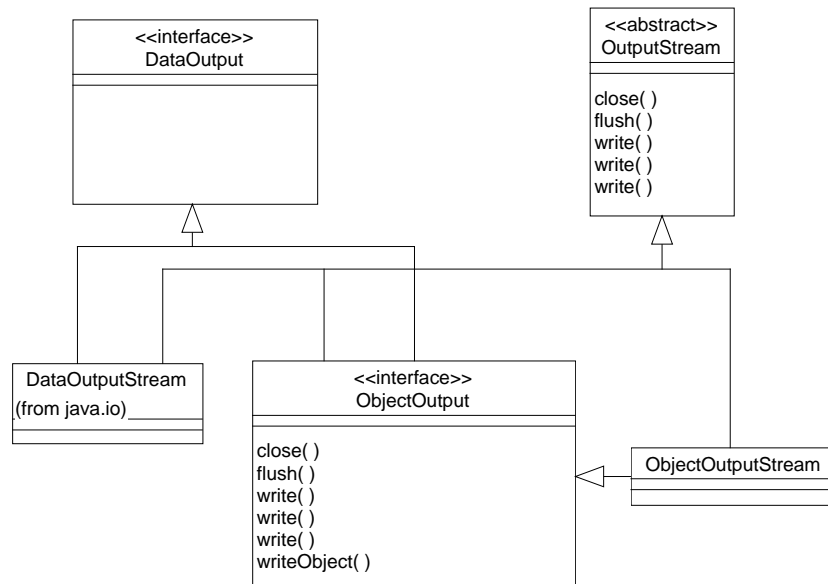 <<interface>>
DataOutput
<<abstract>>
OutputStream
close( )
flush( )
write( )
write( )
write( )
DataOutputStream
(from java.io)
<<interface>>
ObjectOutput
close( )
flush( )
write( )
write( )
write( )
writeObject( )
ObjectOutputStream